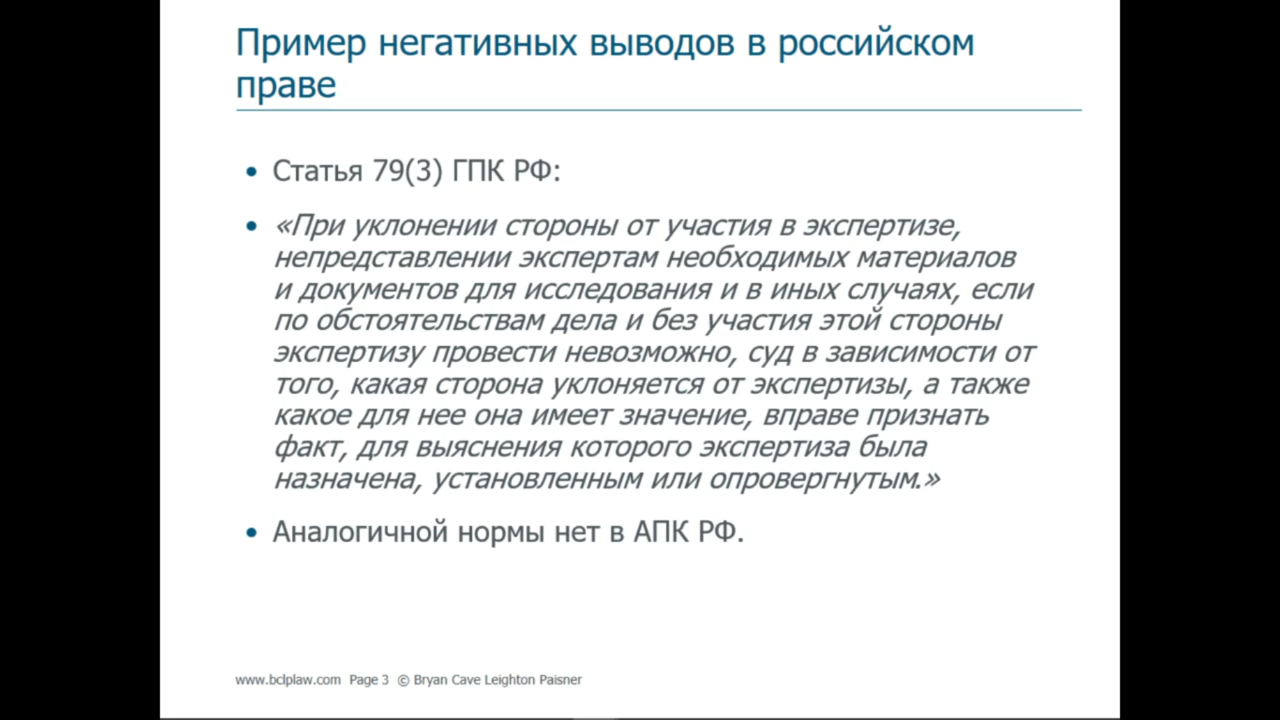 Пример негативных выводов в российском
праве
• Статья 79(3) ГПК РФ:
• «При уклонении стороны от участия в экспертизе,
непредставлении экспертам необходимых материалов
и документов для исследования и в иных случаях, если
по обстоятельствам дела и без участия этой стороны
экспертизу провести невозможно, суд в зависимости от
того, какая сторона уклоняется от экспертизы, а также
какое для нее она имеет значение, вправе признать
факт, для выяснения которого экспертиза была
назначена, установленным или опровергнутым.»
• Аналогичной нормы нет в АПК РФ.
www.bclplaw.com Page 3 © Bryan Cave Leighton Paisner